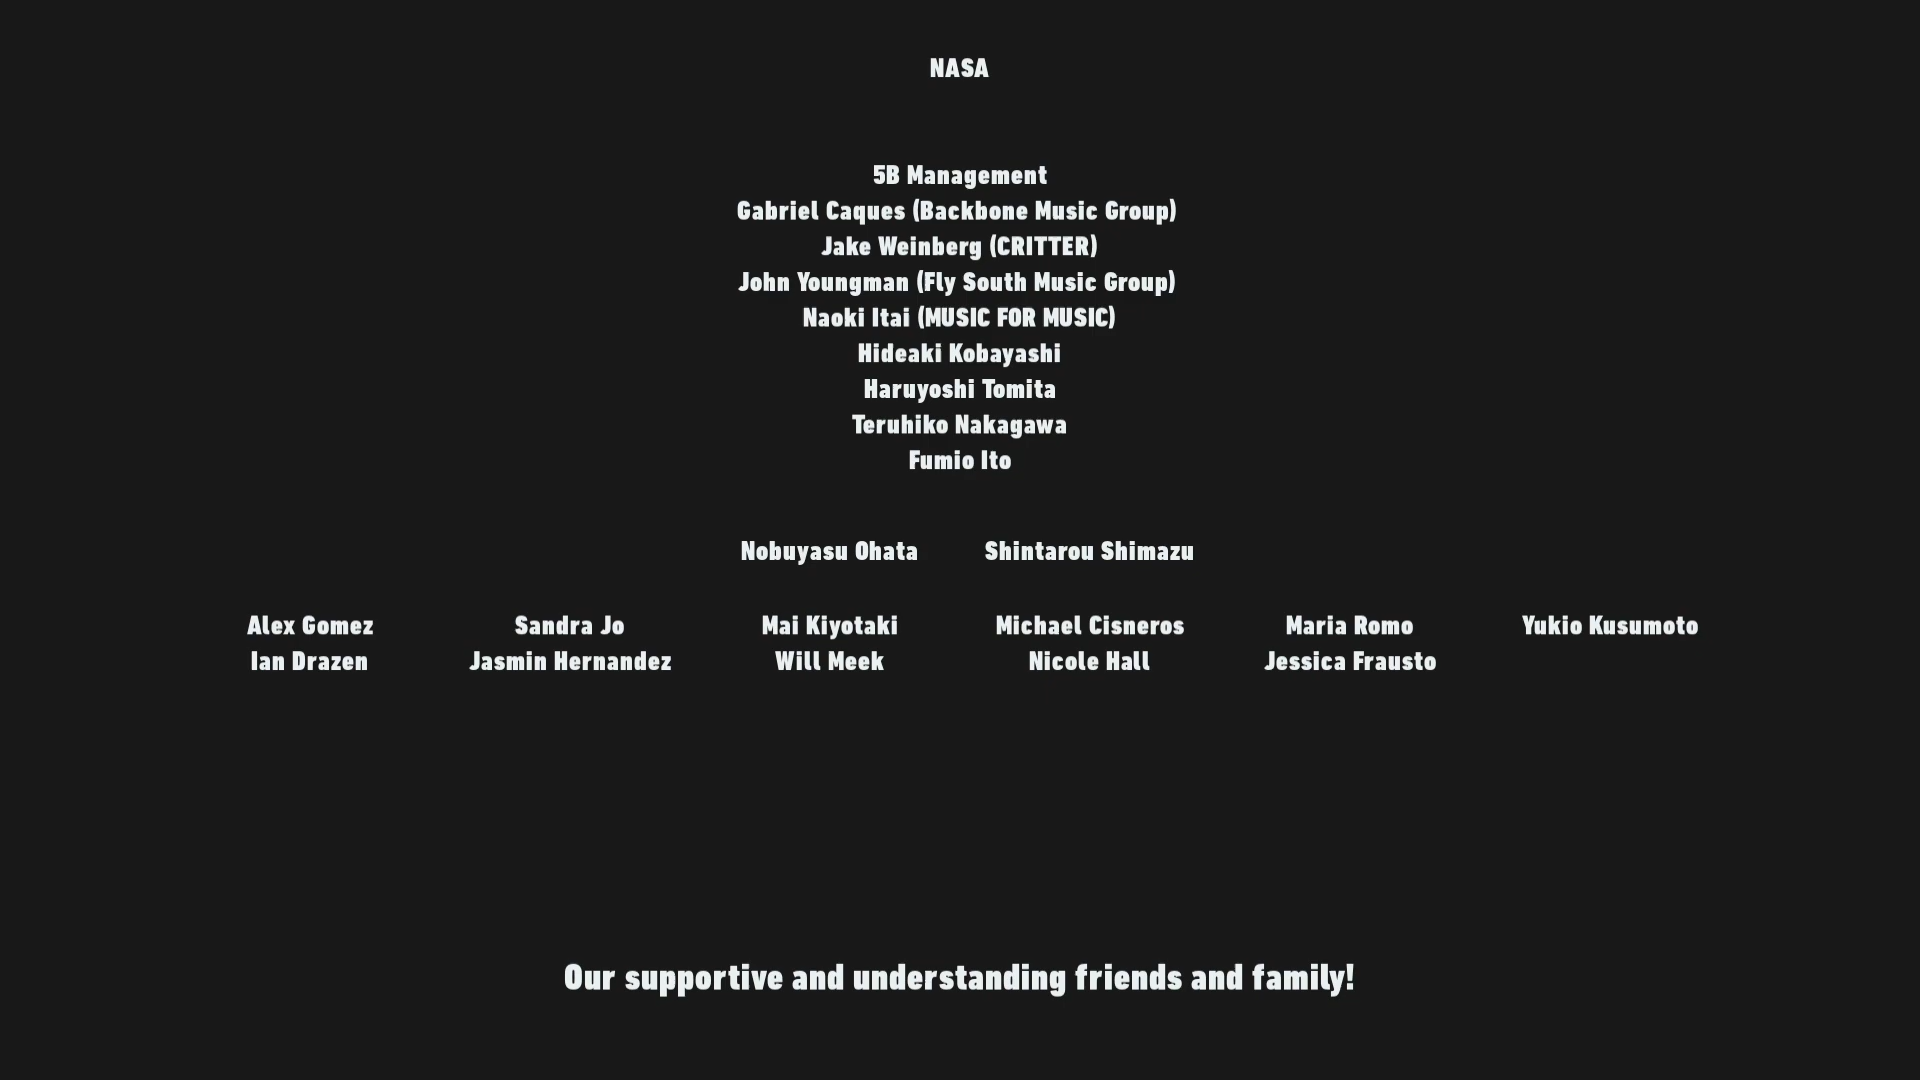 NASA
5B Management
Gabriel Caques (Backbone Music Group)
Jake Weinberg (CRITTER)
John Youngman (Fly South Music Group)
Naoki Itai (MUSIC FOR MUSIC)
Hideaki Kobayashi
Haruyoshi Tomita
Teruhiko Nakagawa
Fumio Ito
Nobuyasu Ohata Shintarou Shimazu
Alex Gomez Sandra Jo Mai Kiyotaki Michael Cisneros Maria Romo Yukio Kusumoto
Ian Drazen Jasmin Hernandez Will Meek Nicole Hall Jessica Frausto
Our supportive and understanding friends and family!